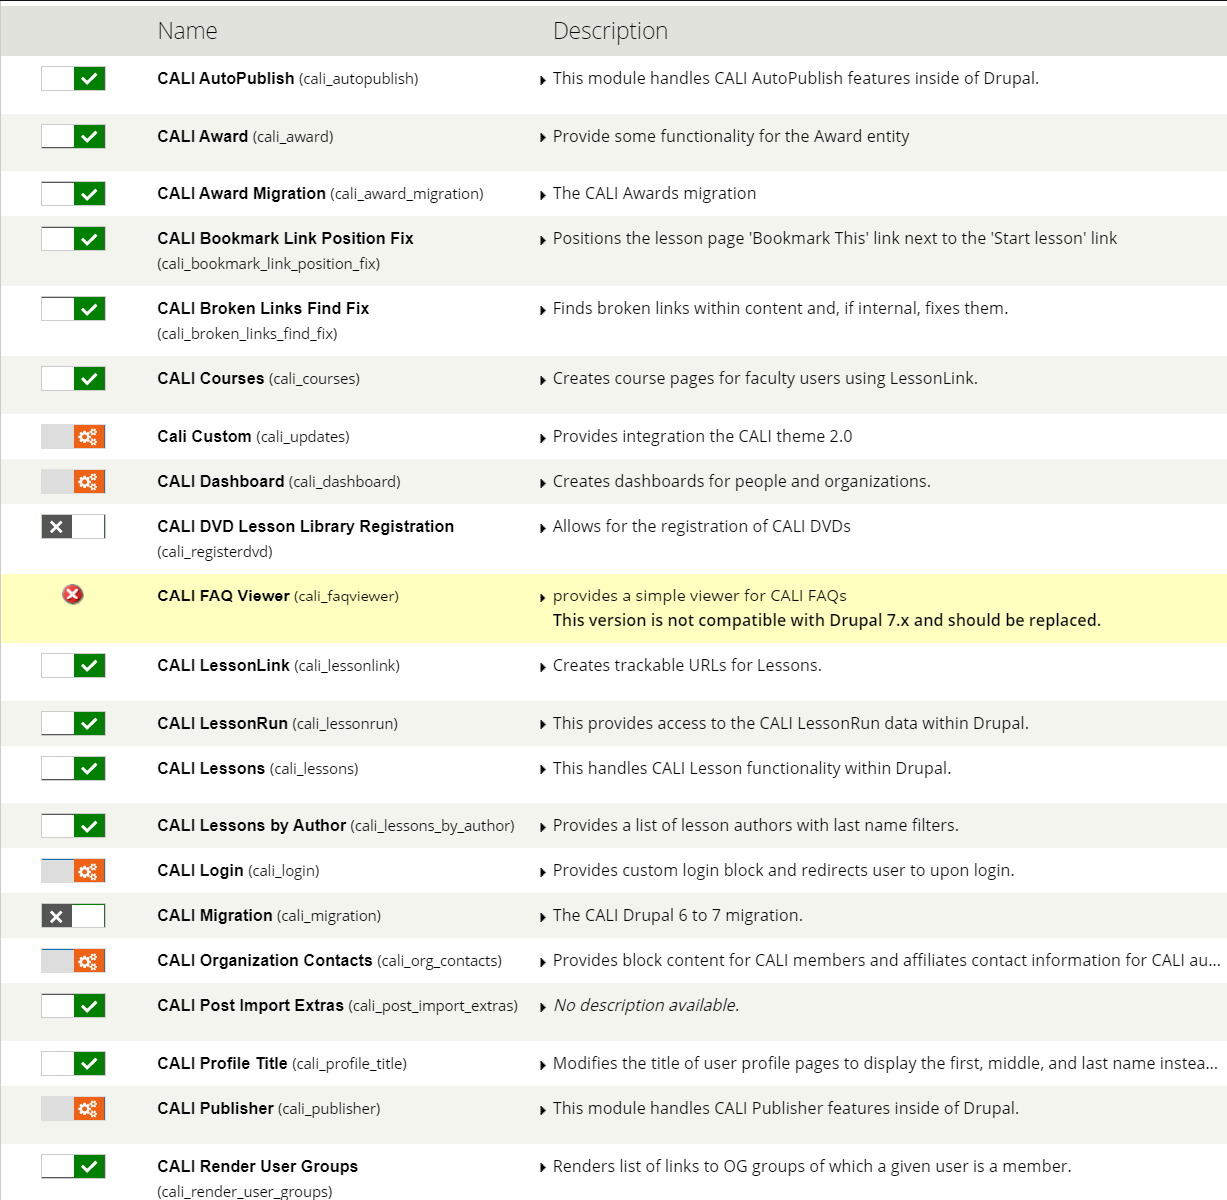 Name Description
CALI AutoPublish (cali_autopublish) This module handles CALI AutoPublish features inside of Drupal.
CALI Award (cali_award) Provide some functionality for the Award entity
CALI Award Migration (cali_award_migration) The CALI Awards migration
CALI Bookmark Link Position Fix Positions the lesson page 'Bookmark This' link next to the 'Start lesson' link
(cali_bookmark_link_position_fix)
CALI Broken Links Find Fix Finds broken links within content and, if internal, fixes them.
(cali_broken_links_find_fix)
CALI Courses (cali_courses) Creates course pages for faculty users using LessonLink.
Cali Custom (cali_updates) Provides integration the CALI theme 2.0
CALI Dashboard (cali_dashboard) Creates dashboards for people and organizations.
CALI DVD Lesson Library Registration Allows for the registration of CALI DVDs
(cali_registerdvd)
CALI FAQ Viewer (cali_faqviewer) provides a simple viewer for CALI FAQs
This version is not compatible with Drupal 7.x and should be replaced.
CALI LessonLink (cali_lessonlink) Creates trackable URLs for Lessons.
CALI LessonRun (cali_lessonrun) This provides access to the CALI LessonRun data within Drupal.
CALI Lessons (cali_lessons) This handles CALI Lesson functionality within Drupal.
CALI Lessons by Author (cali_lessons_by_author) Provides a list of lesson authors with last name filters.
CALI Login (cali_login) Provides custom login block and redirects user to upon login.
CALI Migration (cali_migration) The CALI Drupal 6 to 7 migration.
CALI Organization Contacts (cali_org_contacts) Provides block content for CALI members and affiliates contact information for CALI au...
CALI Post Import Extras (cali_post_import_extras) No description available.
CALI Profile Title (cali_profile_title) Modifies the title of user profile pages to display the first, middle, and last name instea...
CALI Publisher (cali_publisher) This module handles CALI Publisher features inside of Drupal.
CALI Render User Groups Renders list of links to OG groups of which a given user is a member.
(cali_render_user_groups)